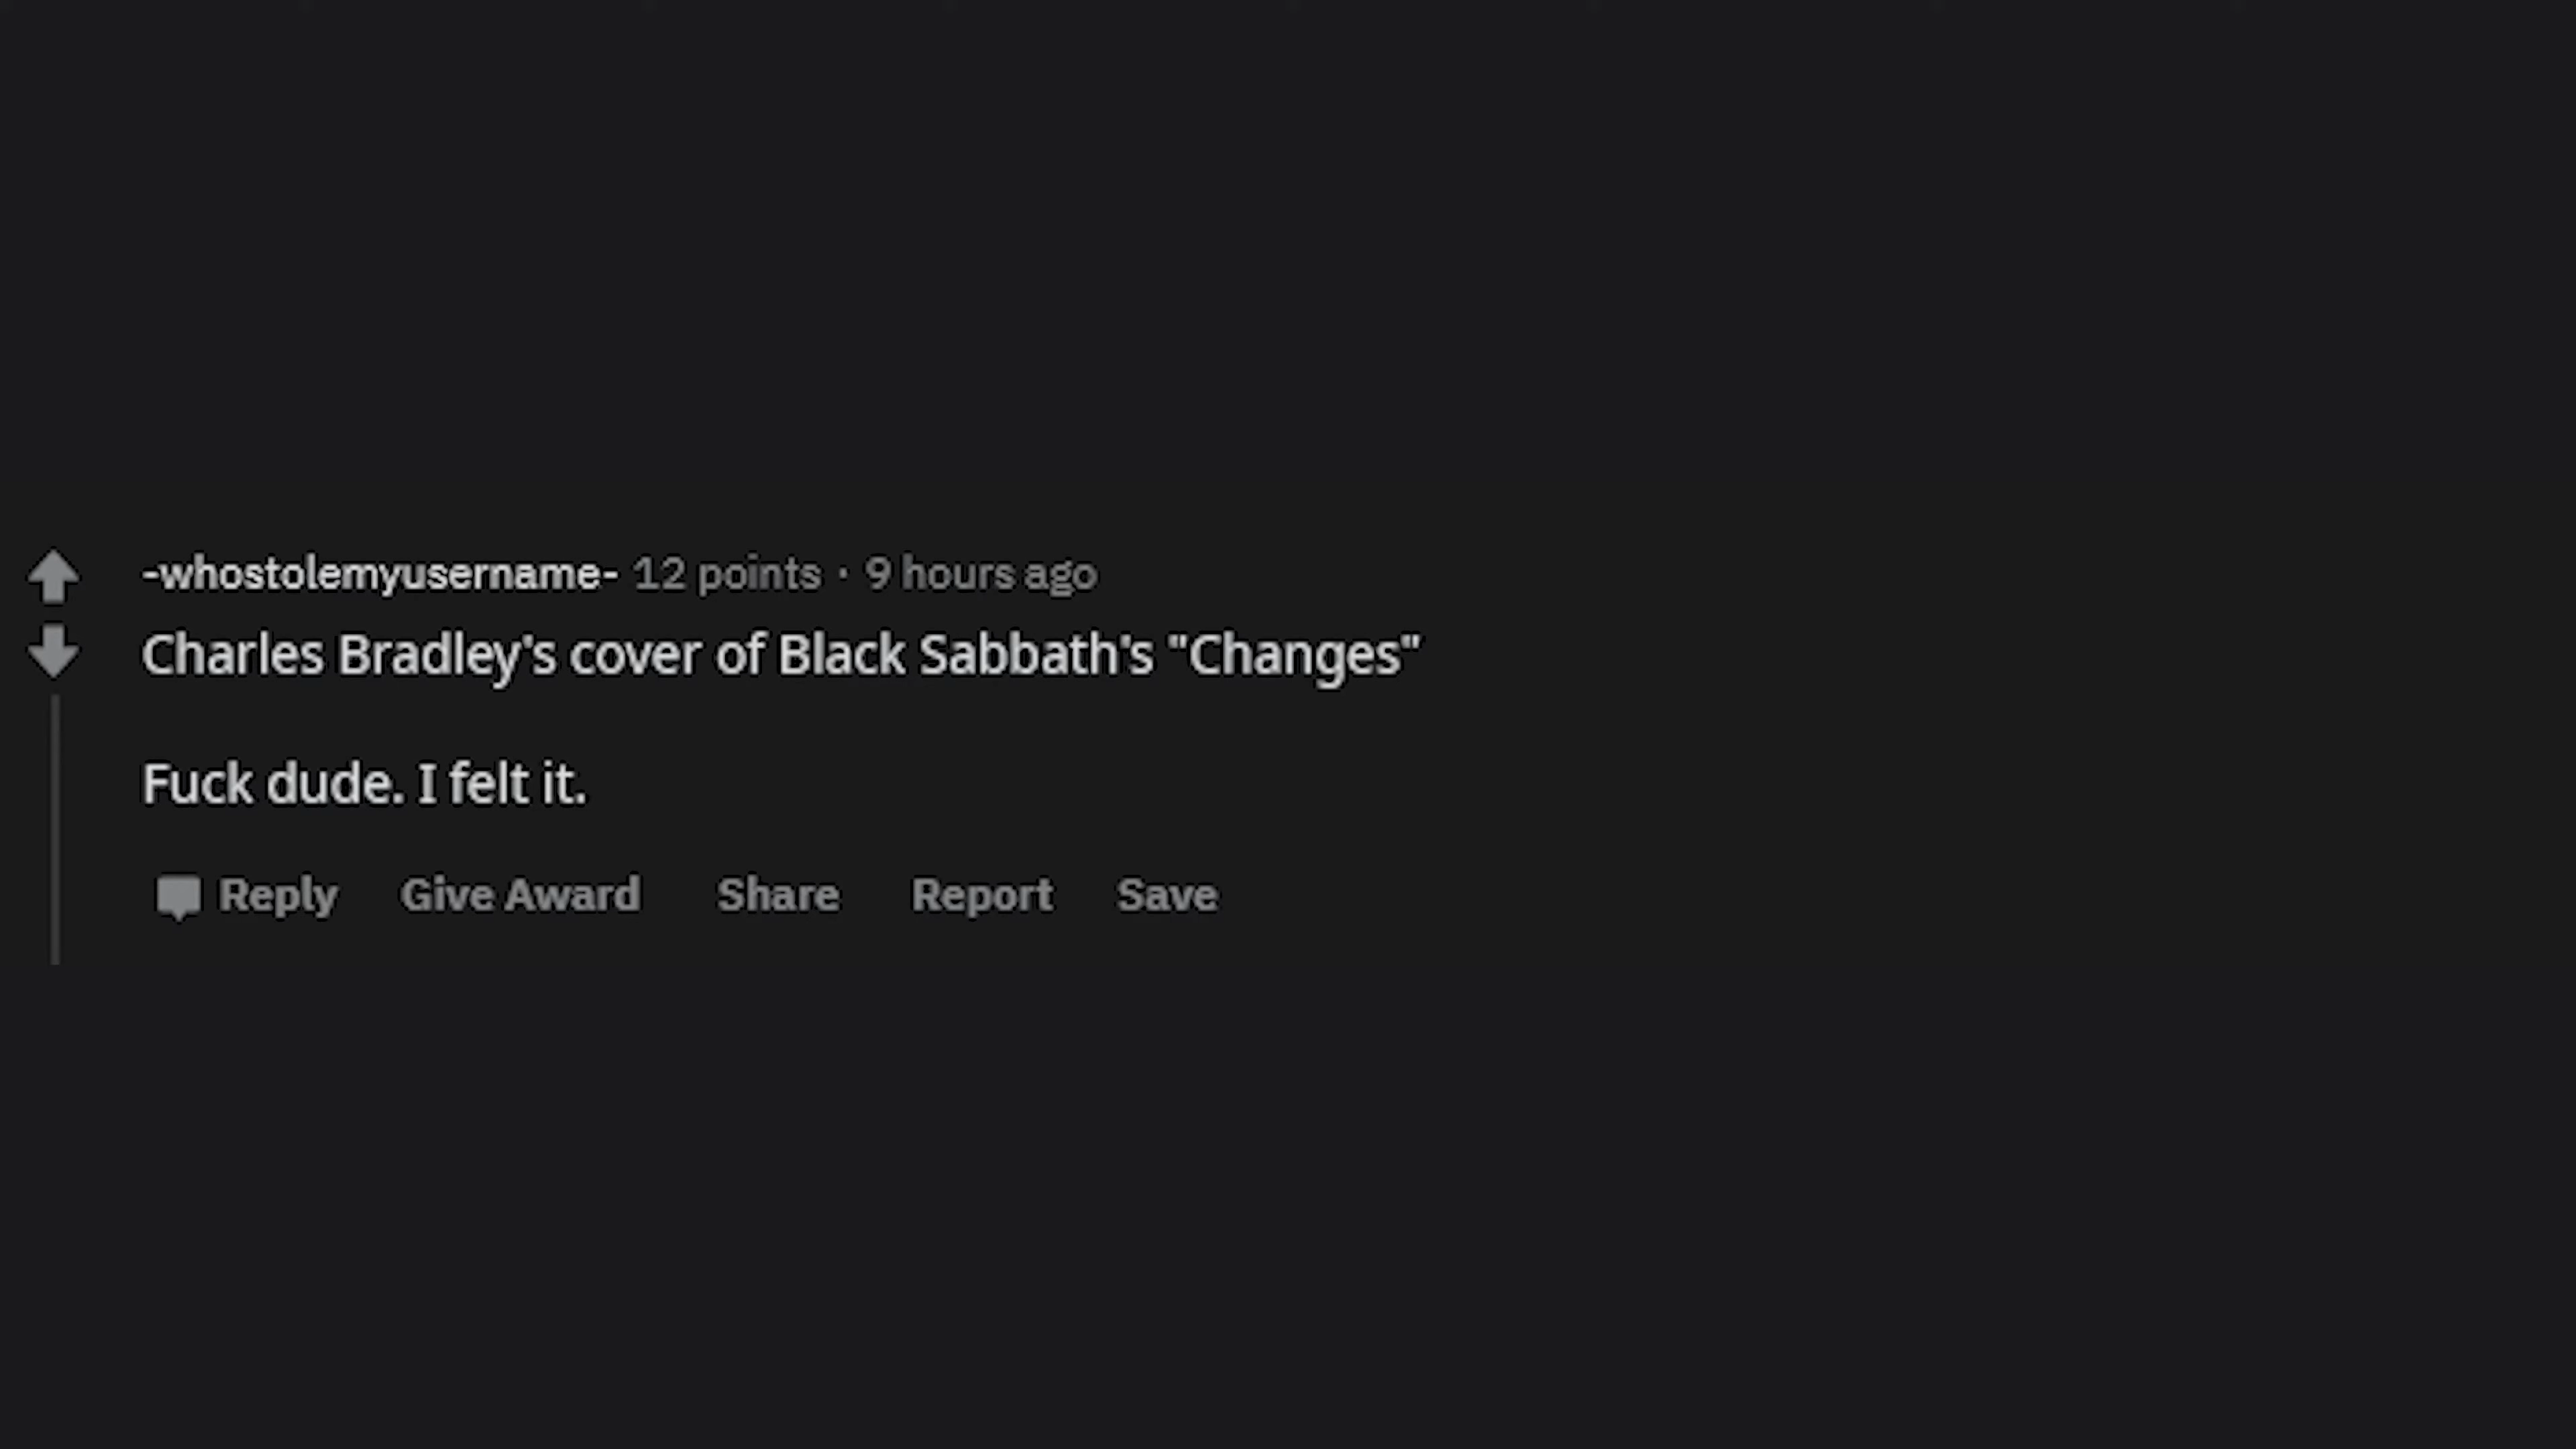 -whostolemyusername- 12 points · 9 hours ago
Charles Bradley's cover of Black Sabbath's "Changes"
Fuck dude. I felt it.
Reply Give Award Share Report Save